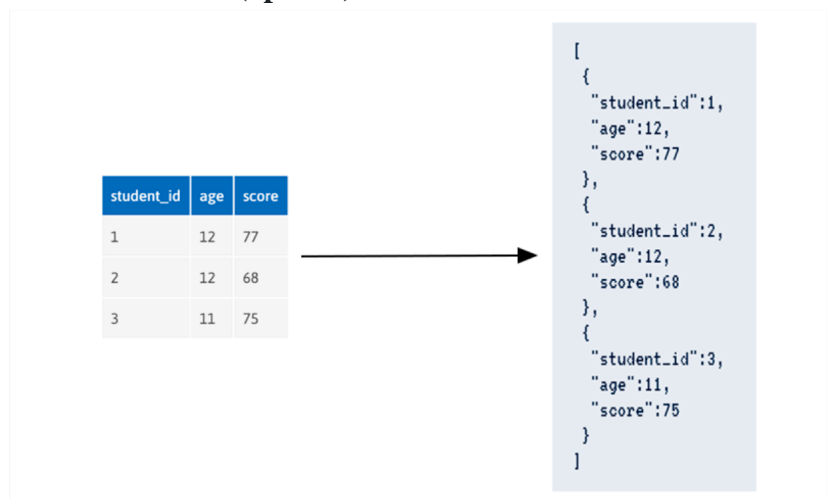 student_id age score
1 12 77
2 12 68
3 11 75
[
{
"student_id":1,
"age":12,
"score":77
},
{
"student_id":2,
"age":12,
"score":68
},
{
"student_id":3,
"age":11,
"score":75
}
]